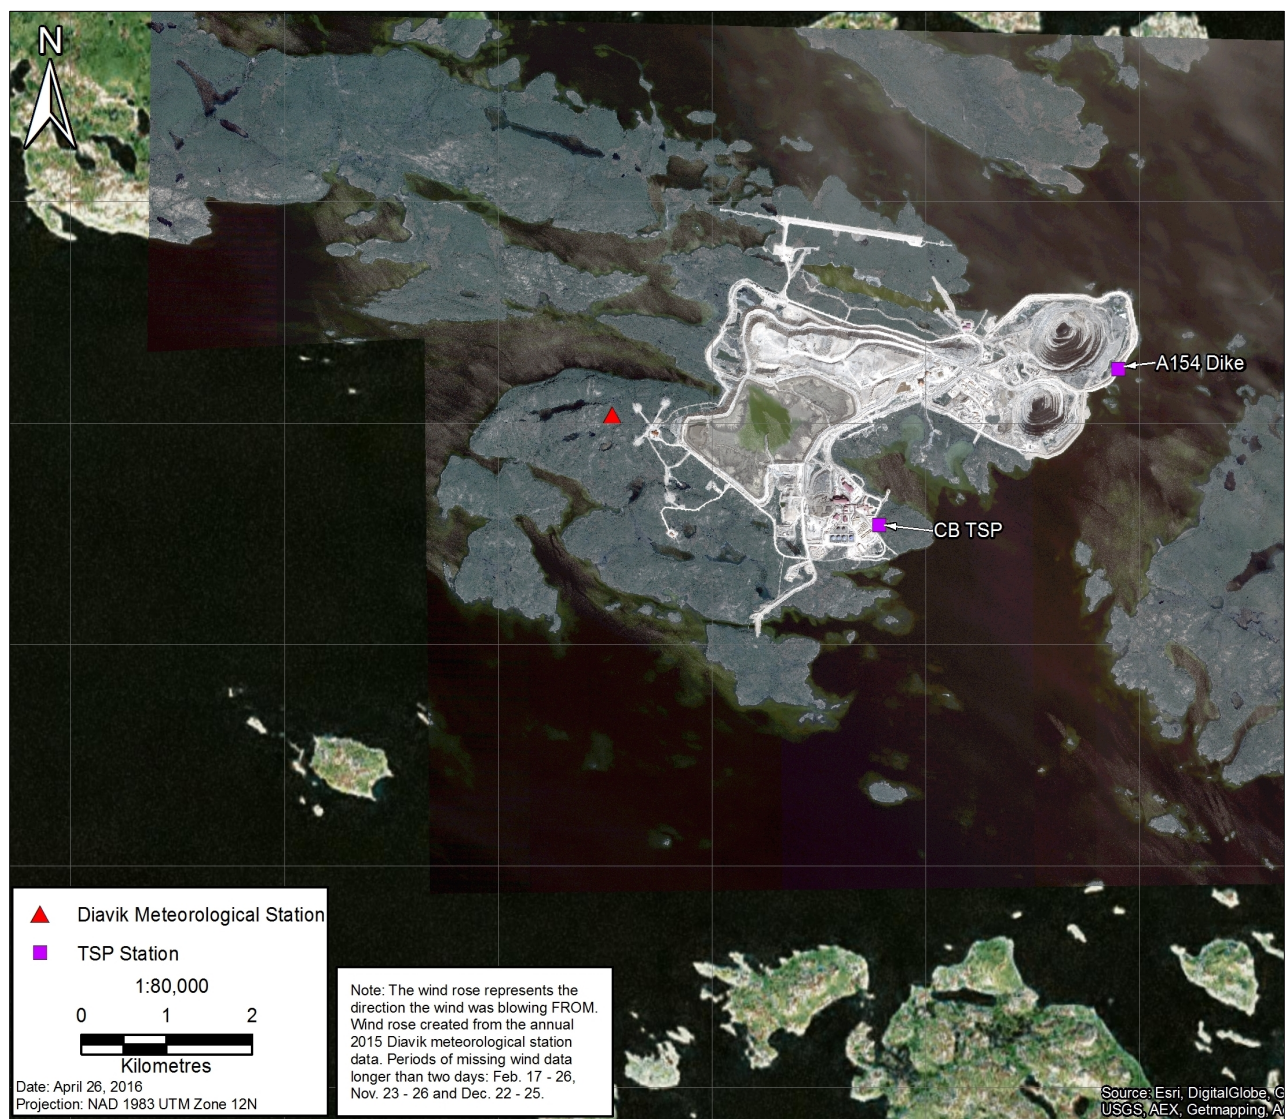 N
A154 Dike
CB TSP
Diavik Meteorological Station
TSP Station
1:80,000
0 1 2
Kilometres
Date: April 26, 2016
Projection: NAD 1983 UTM Zone 12N
Note: The wind rose represents the
direction the wind was blowing FROM.
Wind rose created from the annual
2015 Diavik meteorological station
data. Periods of missing wind data
longer than two days: Feb. 17 - 26,
Nov. 23 - 26 and Dec. 22 - 25.
Source: Esri, DigitalGlobe, G
USGS, AEX, Getmapping, A